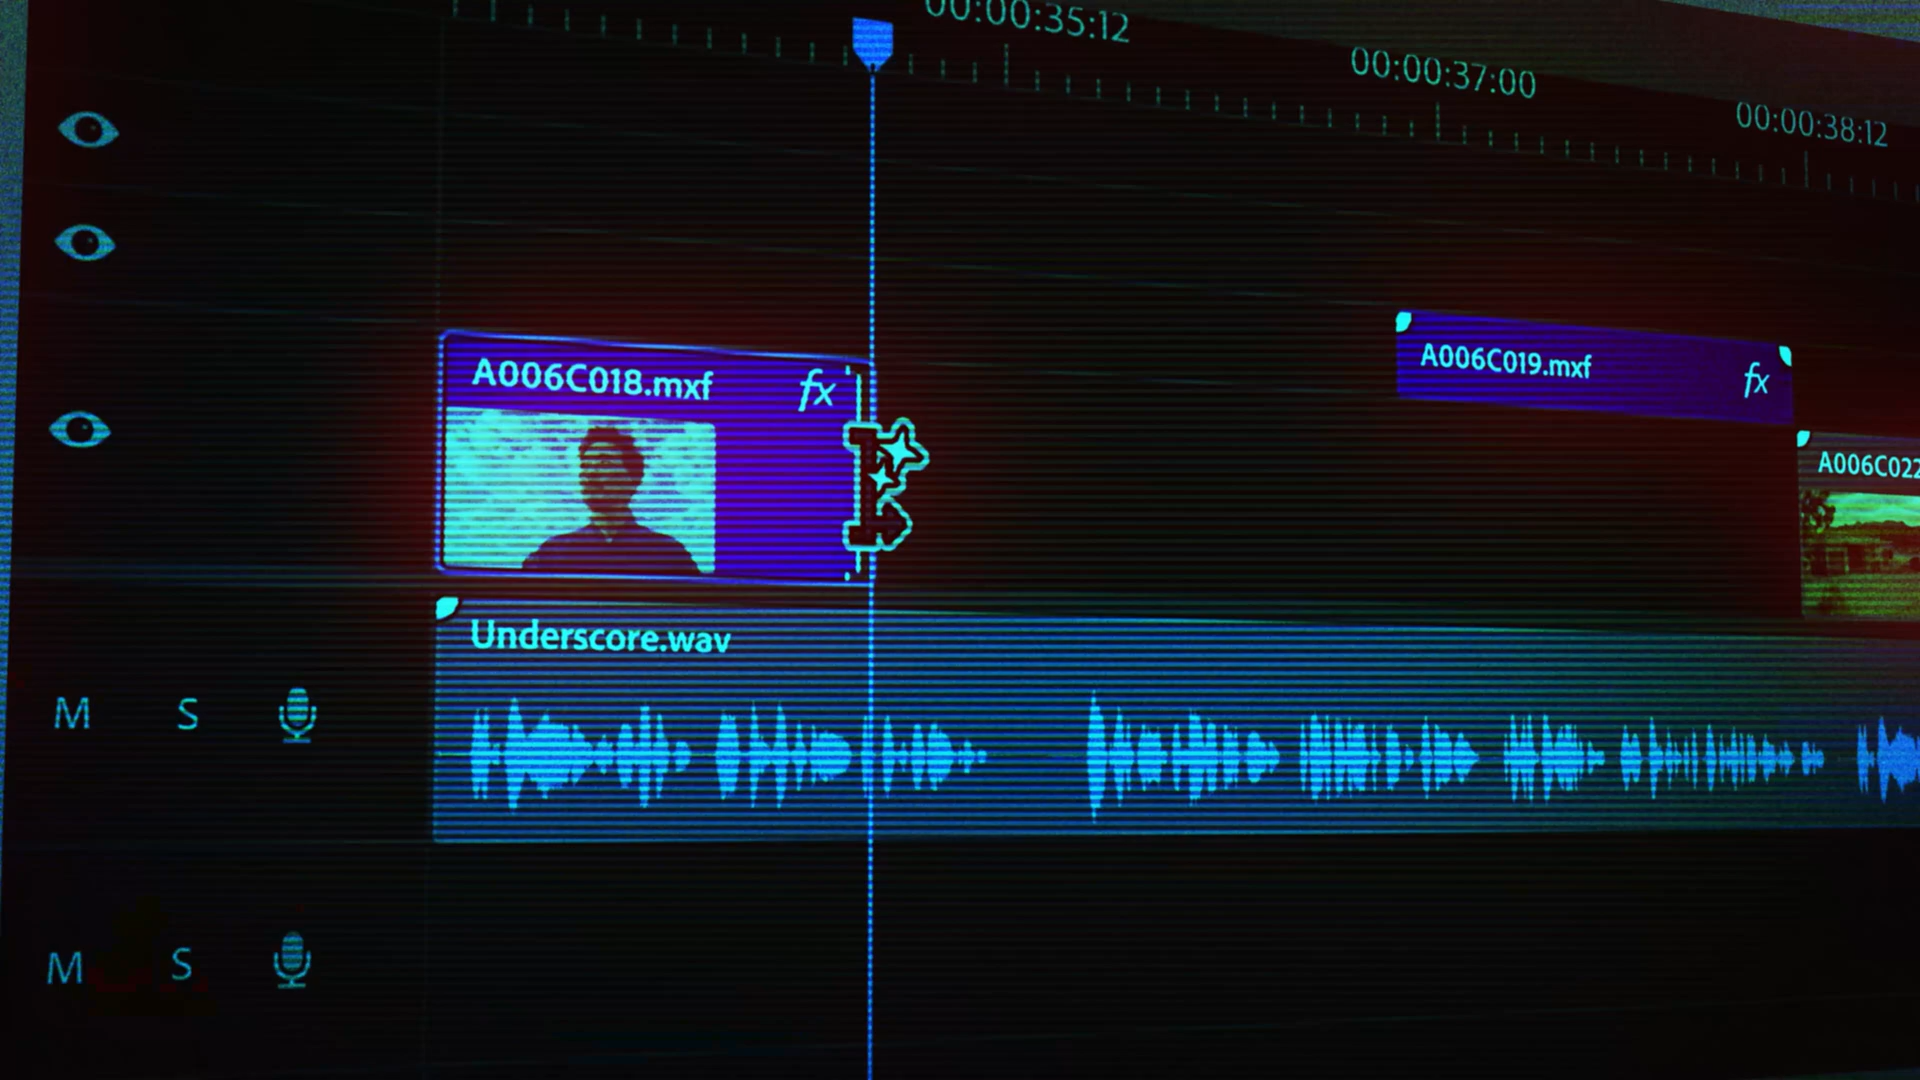 00:00:35:12
00:00:37:00
00:00:38:12
A006C018.mxf fx
A006C019.mxf fx
A006C022
Underscore.wav
M S
M S